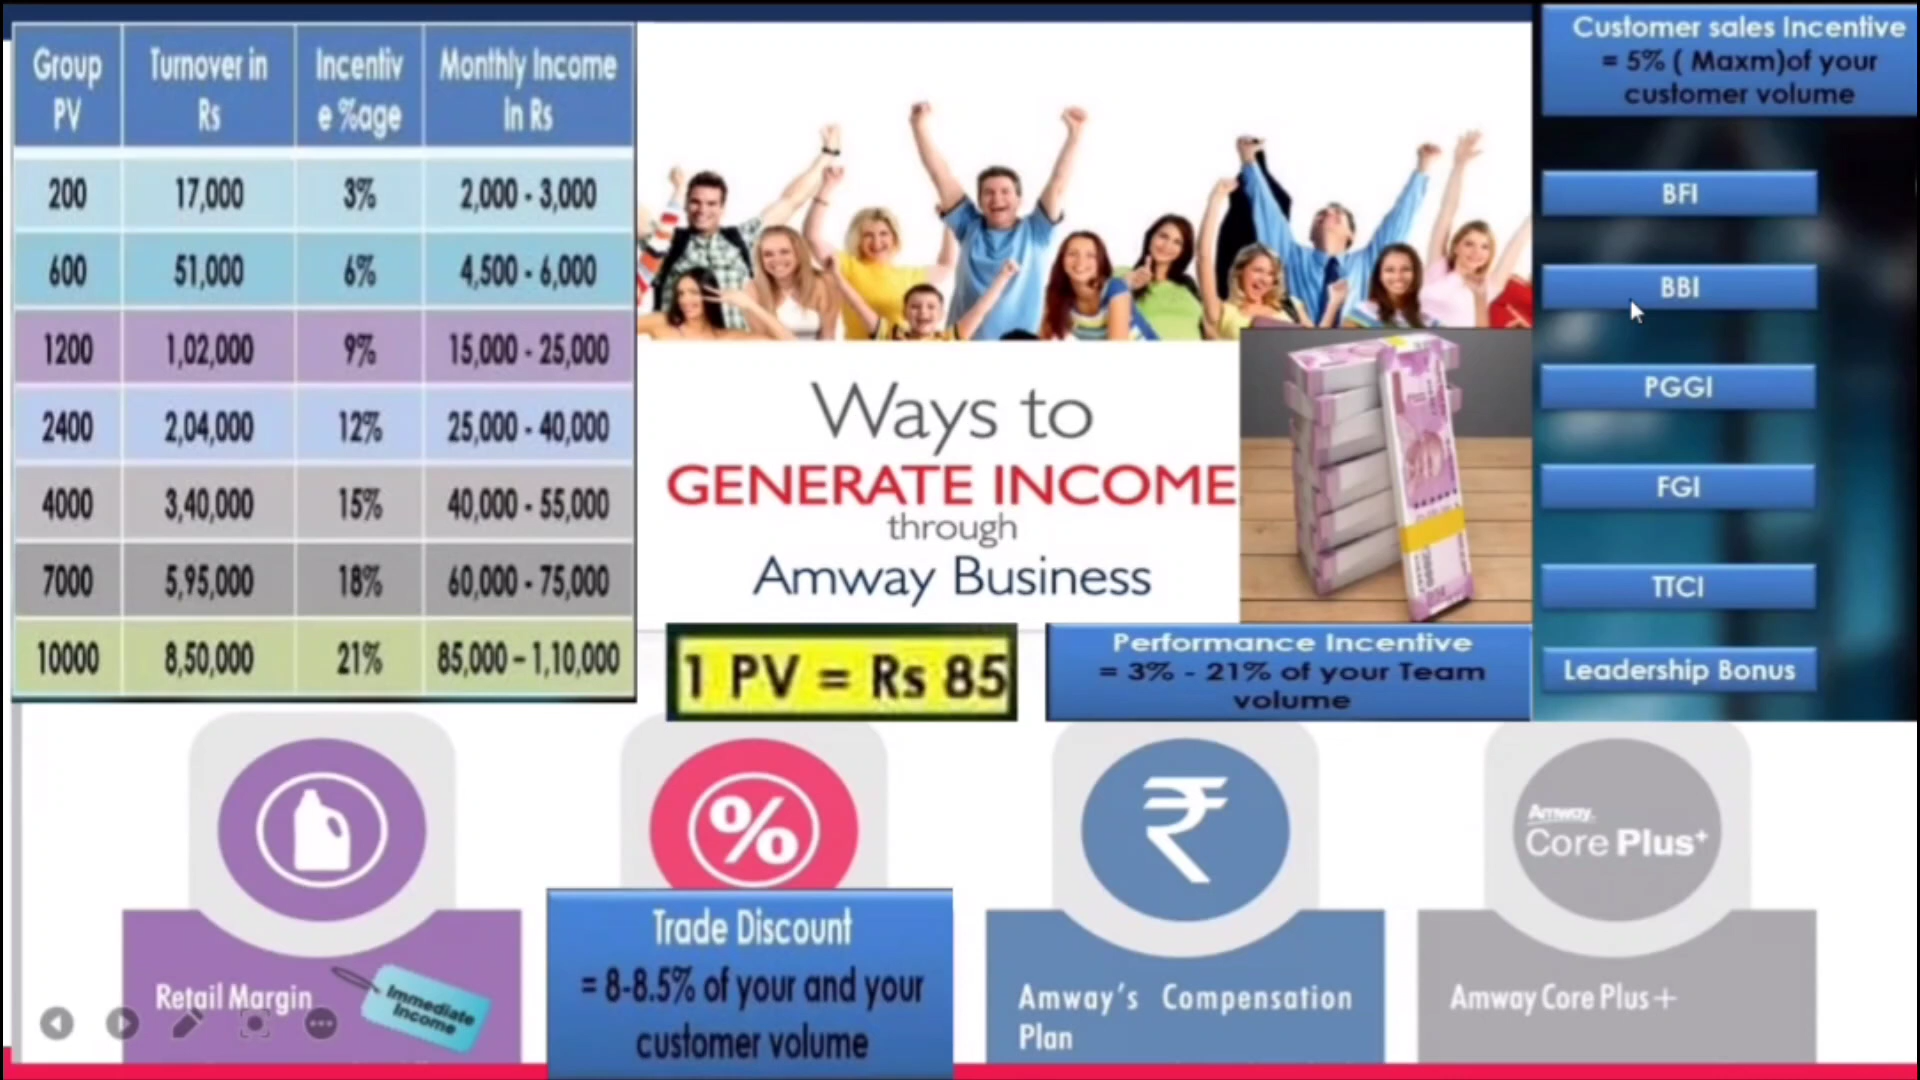 Group PV Turnover in Rs Incentiv e %age Monthly Income in Rs
200 17,000 3% 2,000 - 3,000
600 51,000 6% 4,500 - 6,000
1200 1,02,000 9% 15,000 - 25,000
2400 2,04,000 12% 25,000 - 40,000
4000 3,40,000 15% 40,000 - 55,000
7000 5,95,000 18% 60,000 - 75,000
10000 8,50,000 21% 85,000 – 1,10,000
Ways to
GENERATE INCOME
through
Amway Business
1 PV = Rs 85
Performance Incentive
= 3% - 21% of your Team
volume
Customer sales Incentive
= 5% ( Maxm)of your
customer volume
BFI
BBI
PGGI
FGI
TTCI
Leadership Bonus
Retail Margin
Immediate
Income
%
Trade Discount
= 8-8.5% of your and your
customer volume
₹
Amway's Compensation
Plan
Amway
Core Plus+
Amway Core Plus+